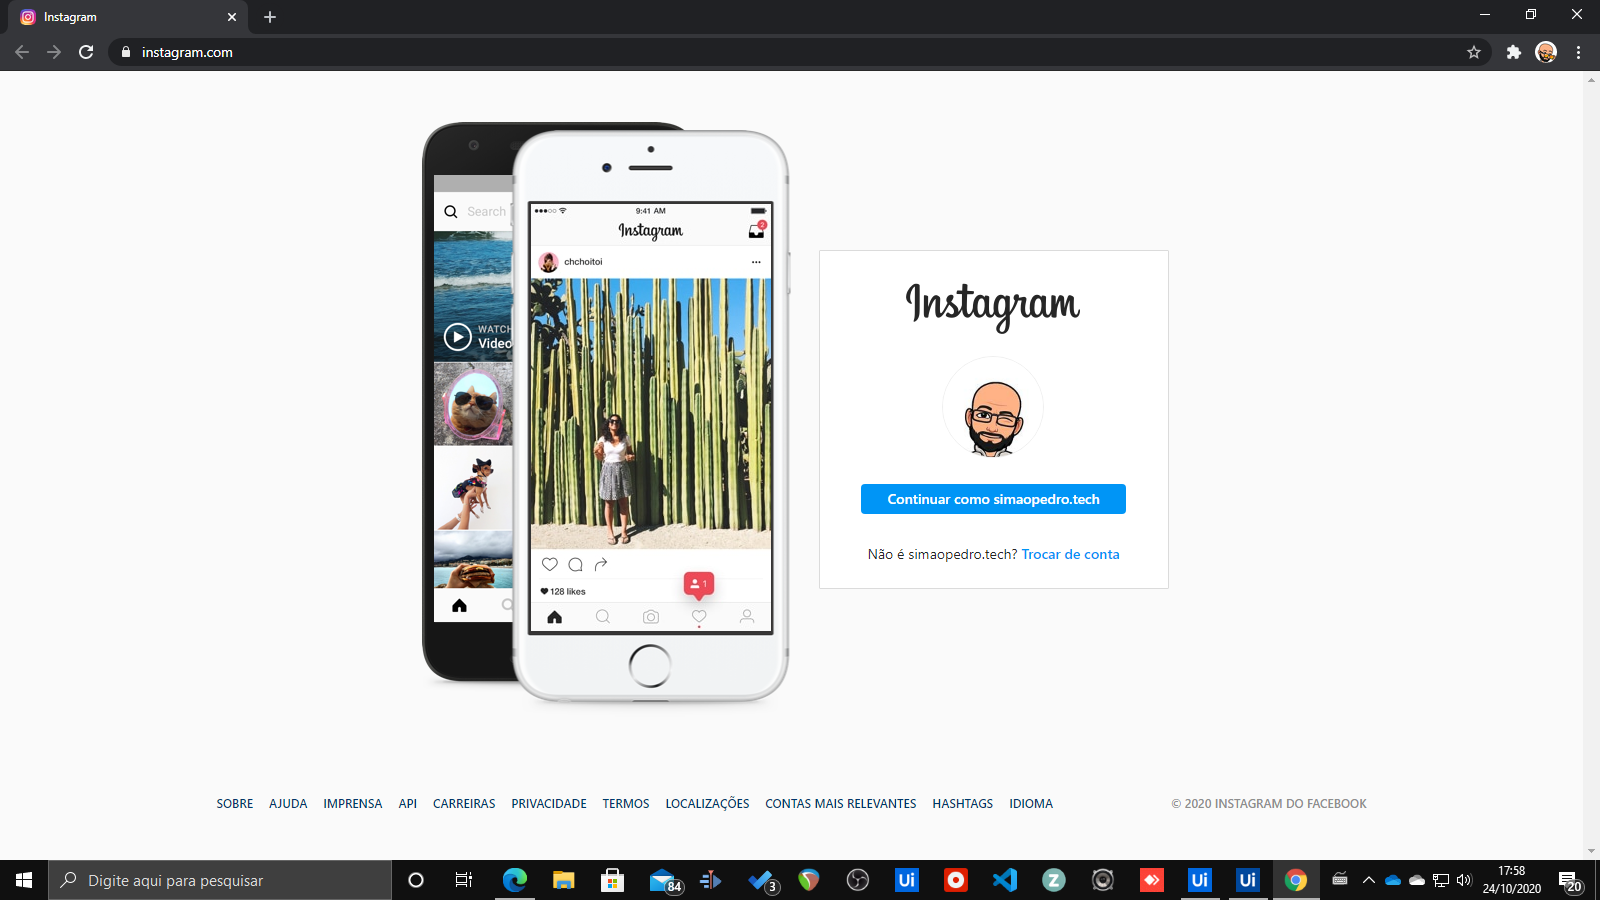 Instagram
instagram.com
Search
WATCH
Video
9:41 AM
Instagram
2
chchoitoi
128 likes
1
Instagram
Continuar como simaopedro.tech
Não é simaopedro.tech? Trocar de conta
SOBRE AJUDA IMPRENSA API CARREIRAS PRIVACIDADE TERMOS LOCALIZAÇÕES CONTAS MAIS RELEVANTES HASHTAGS IDIOMA © 2020 INSTAGRAM DO FACEBOOK
Digite aqui para pesquisar
84
3
Ui
Z
Ui
Ui
17:58
24/10/2020
20